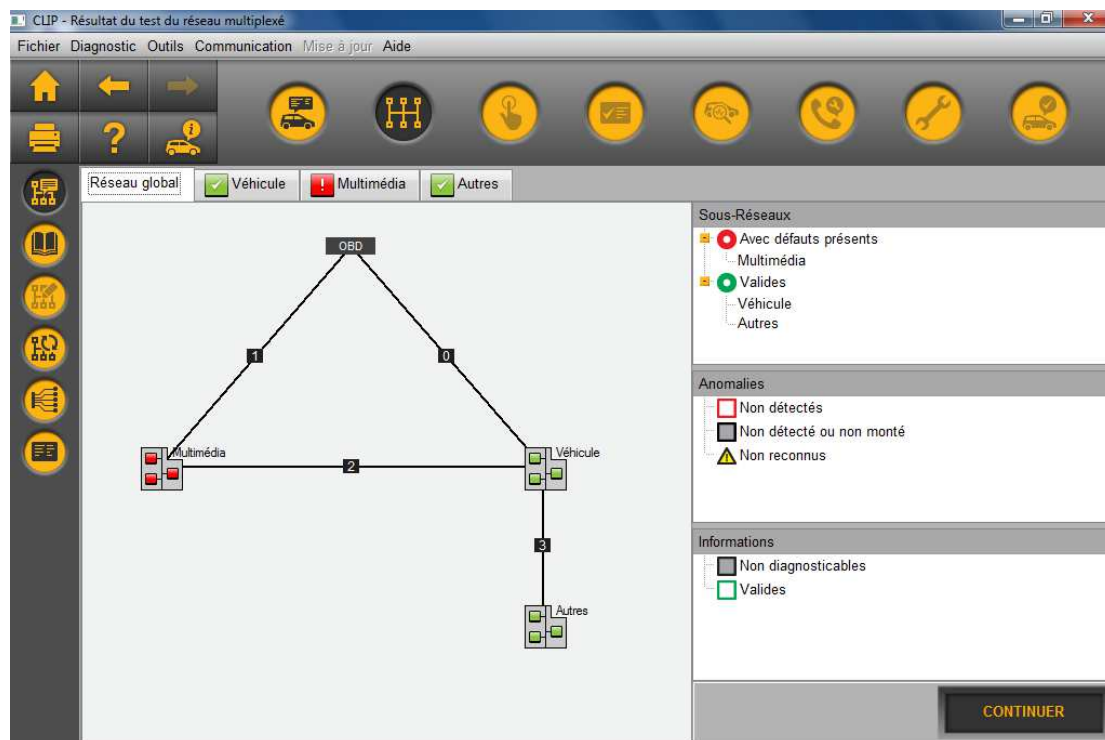 CLIP - Résultat du test du réseau multiplexé
Fichier Diagnostic Outils Communication Mise à jour Aide
Réseau global Véhicule Multimédia Autres
OBD
1
0
Multimédia
2
Véhicule
3
Autres
Sous-Réseaux
Avec défauts présents
Multimédia
Valides
Véhicule
Autres
Anomalies
Non détectés
Non détecté ou non monté
Non reconnus
Informations
Non diagnosticables
Valides
CONTINUER